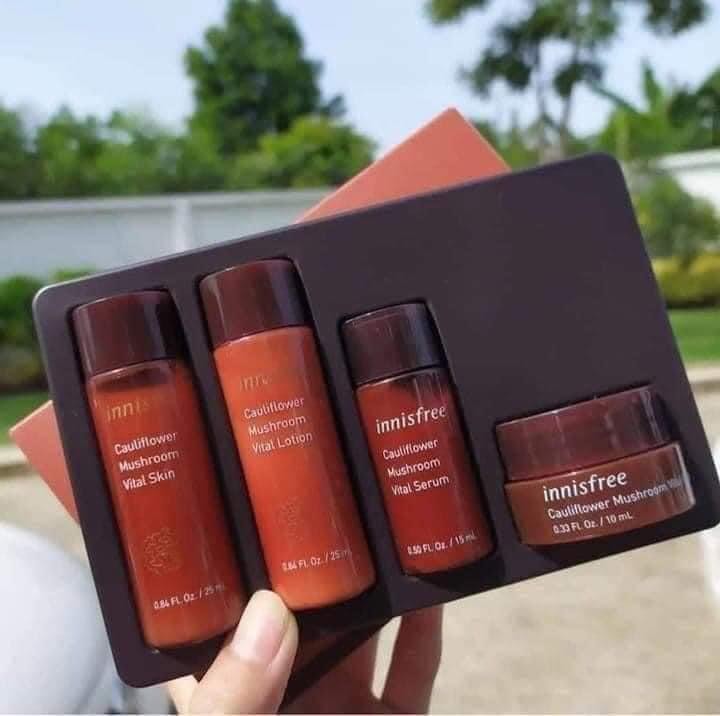 innis
Cauliflower
Mushroom
Vital Skin
0.84 FL. Oz. / 25 mL
Cauliflower
Mushroom
Vital Lotion
0.84 FL. Oz. / 25 m
innisfree
Cauliflower
Mushroom
Vital Serum
0.50 FL. Oz. / 15 mL
innisfree
Cauliflower Mushroom Vital
0.33 Fl. Oz. / 10 mL